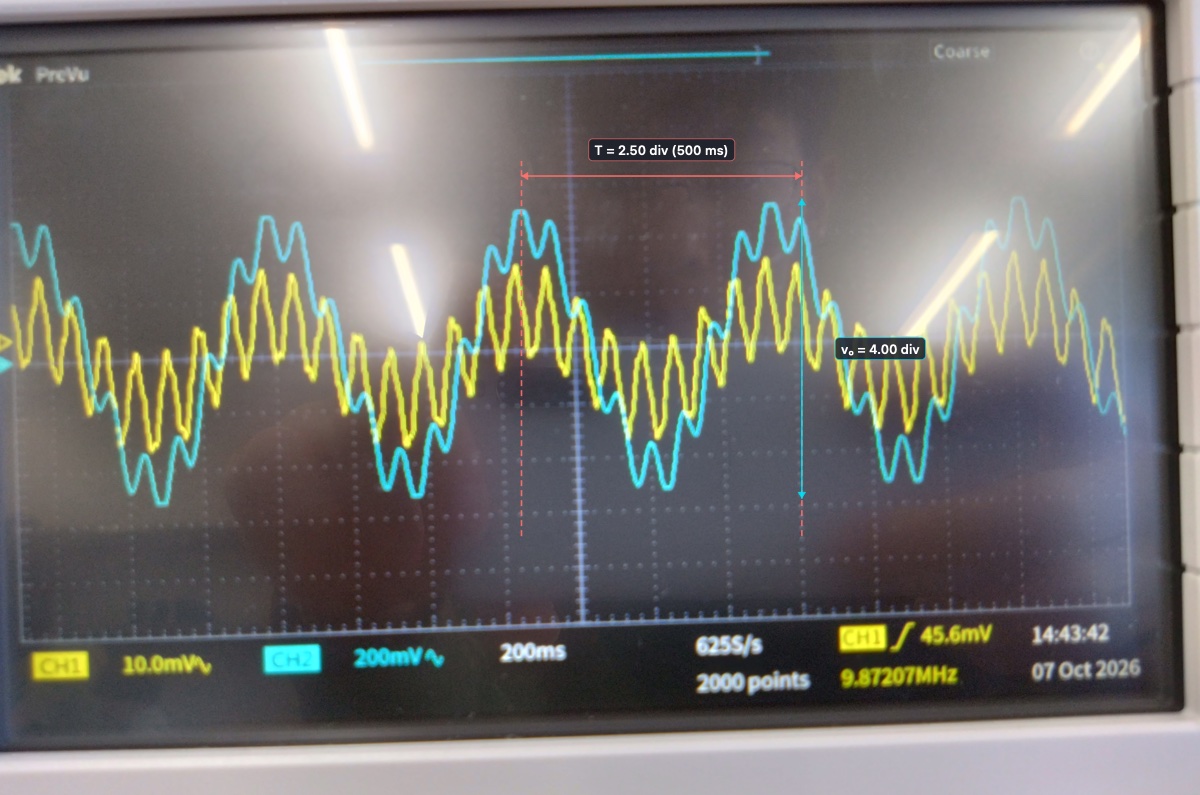 PreVu
Coarse
T = 2.50 div (500 ms)
vₒ = 4.00 div
CH1 10.0mV CH2 200mV 200ms 625S/s CH1 45.6mV 14:43:42
2000 points 9.87207MHz 07 Oct 2026